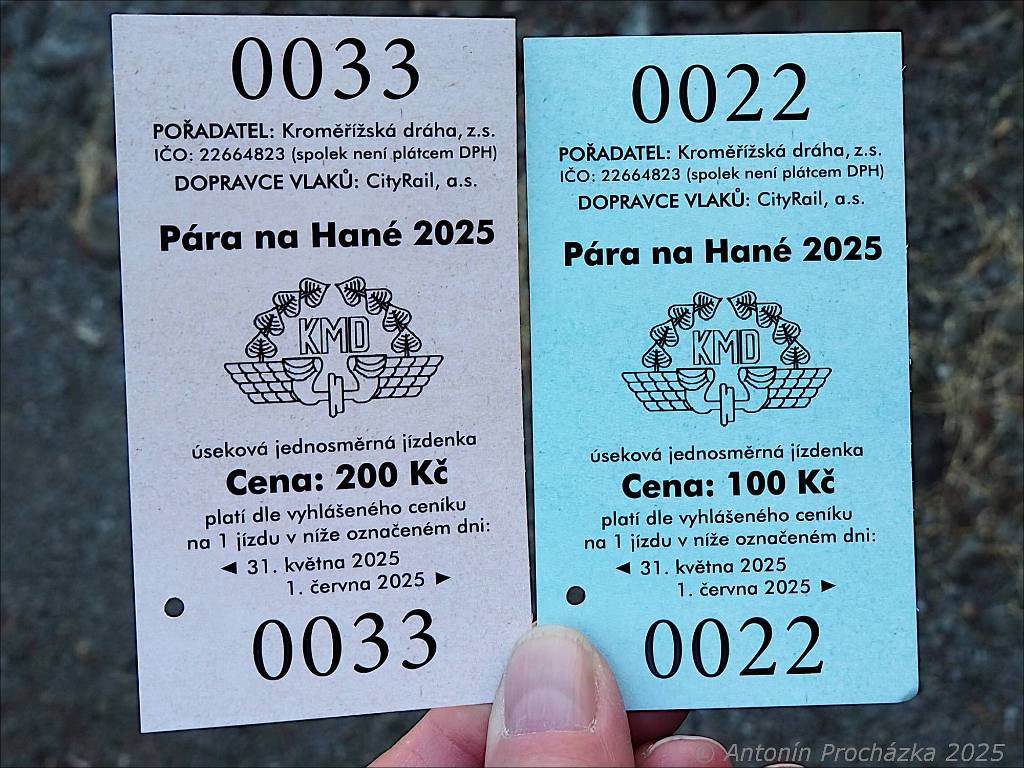 0033
POŘADATEL: Kroměřížská dráha, z.s.
IČO: 22664823 (spolek není plátcem DPH)
DOPRAVCE VLAKŮ: CityRail, a.s.
Pára na Hané 2025
KMD
úseková jednosměrná jízdenka
Cena: 200 Kč
platí dle vyhlášeného ceníku
na 1 jízdu v níže označeném dni:
◄ 31. května 2025
1. června 2025 ►
0033
0022
POŘADATEL: Kroměřížská dráha, z.s.
IČO: 22664823 (spolek není plátcem DPH)
DOPRAVCE VLAKŮ: CityRail, a.s.
Pára na Hané 2025
KMD
úseková jednosměrná jízdenka
Cena: 100 Kč
platí dle vyhlášeného ceníku
na 1 jízdu v níže označeném dni:
◄ 31. května 2025
1. června 2025 ►
0022
© Antonín Procházka 2025